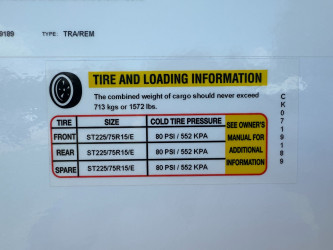 9189 TYPE: TRA/REM
TIRE AND LOADING INFORMATION
The combined weight of cargo should never exceed
713 kgs or 1572 lbs.
TIRE SIZE COLD TIRE PRESSURE SEE OWNER'S
MANUAL FOR
ADDITIONAL
INFORMATION
FRONT ST225/75R15/E 80 PSI / 552 KPA
REAR ST225/75R15/E 80 PSI / 552 KPA
SPARE ST225/75R15/E 80 PSI / 552 KPA
CK0719189